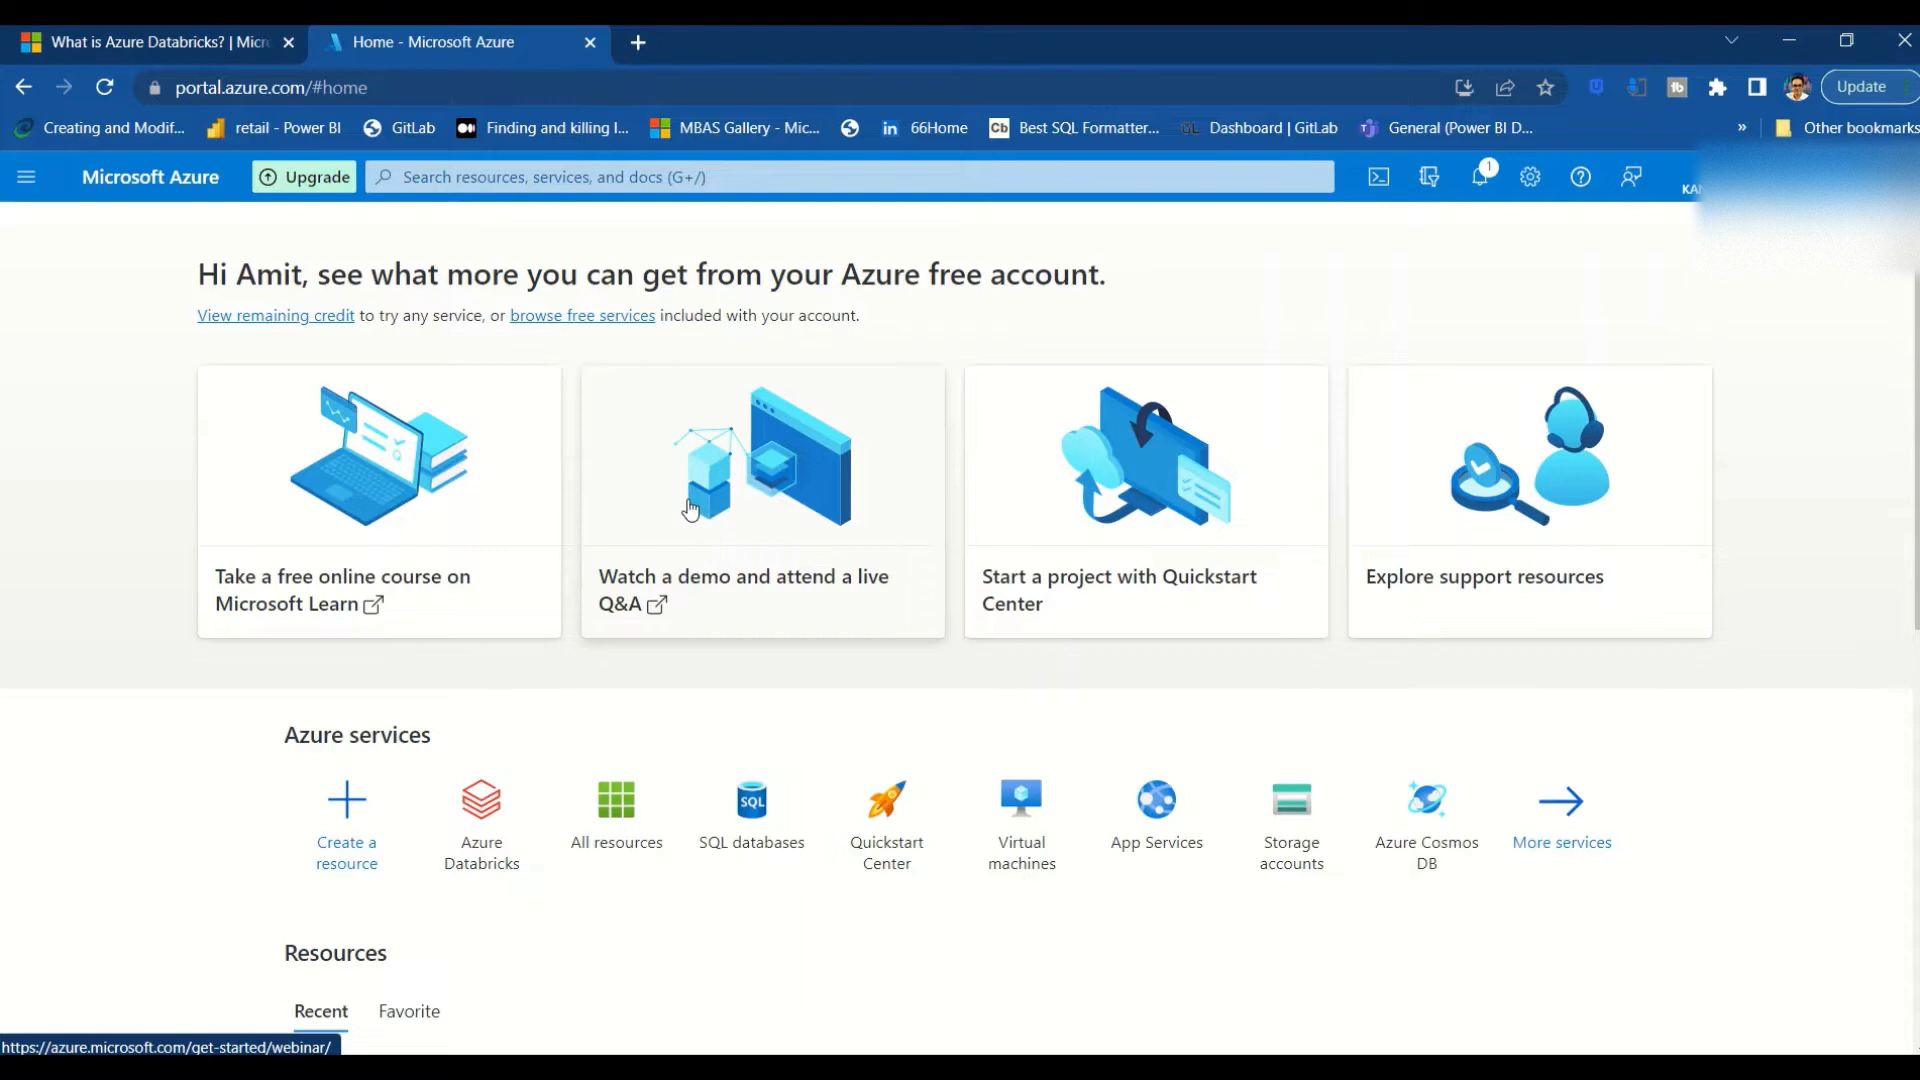 What is Azure Databricks? | Micr
Home - Microsoft Azure
portal.azure.com/#home
Update
Creating and Modif...
retail - Power BI
GitLab
Finding and killing I...
MBAS Gallery - Mic...
in
66Home
Cb
Best SQL Formatter...
GL
Dashboard | GitLab
General (Power BI D...
»
Other bookmarks
Microsoft Azure
Upgrade
Search resources, services, and docs (G+/)
1
KAN
Hi Amit, see what more you can get from your Azure free account.
View remaining credit to try any service, or browse free services included with your account.
Take a free online course on
Microsoft Learn
Watch a demo and attend a live
Q&A
Start a project with Quickstart
Center
Explore support resources
Azure services
Create a
resource
Azure
Databricks
All resources
SQL
SQL databases
Quickstart
Center
Virtual
machines
App Services
Storage
accounts
Azure Cosmos
DB
More services
Resources
Recent
Favorite
https://azure.microsoft.com/get-started/webinar/